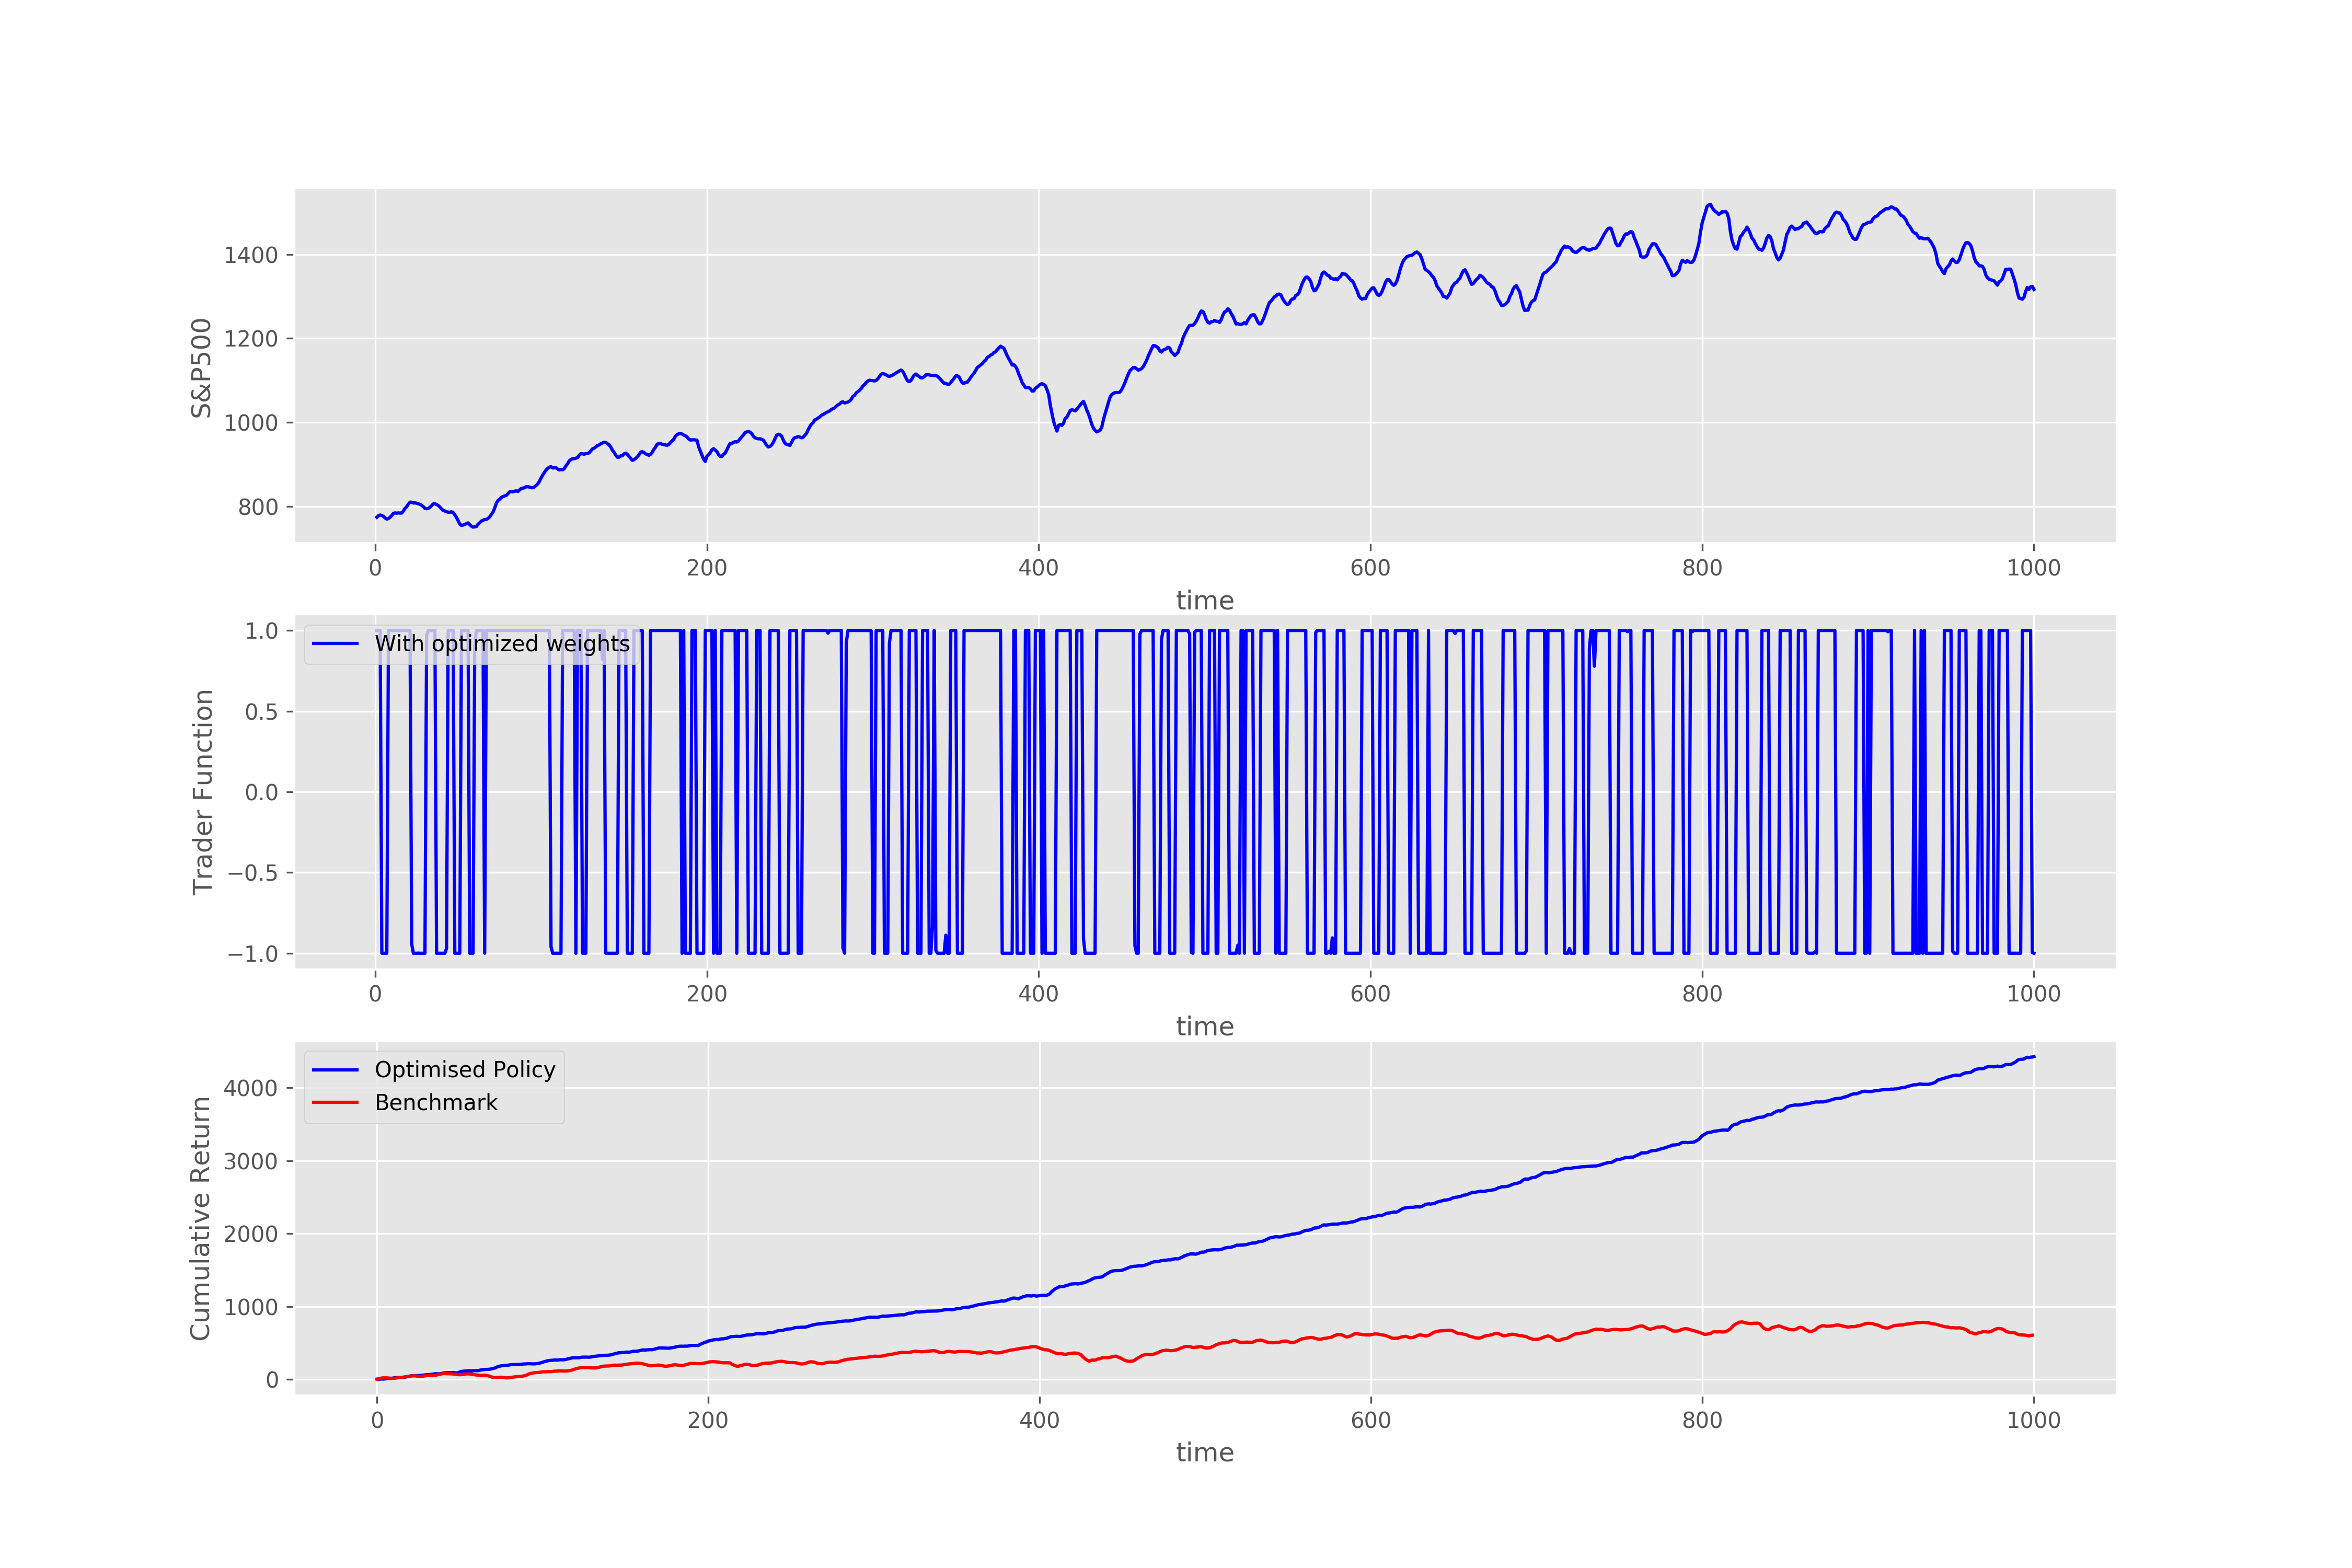 1400
1200
1000
800
S&P500
0 200 400 600 800 1000
time
With optimized weights
1.0
0.5
0.0
−0.5
−1.0
Trader Function
0 200 400 600 800 1000
time
Optimised Policy
Benchmark
4000
3000
2000
1000
0
Cumulative Return
0 200 400 600 800 1000
time